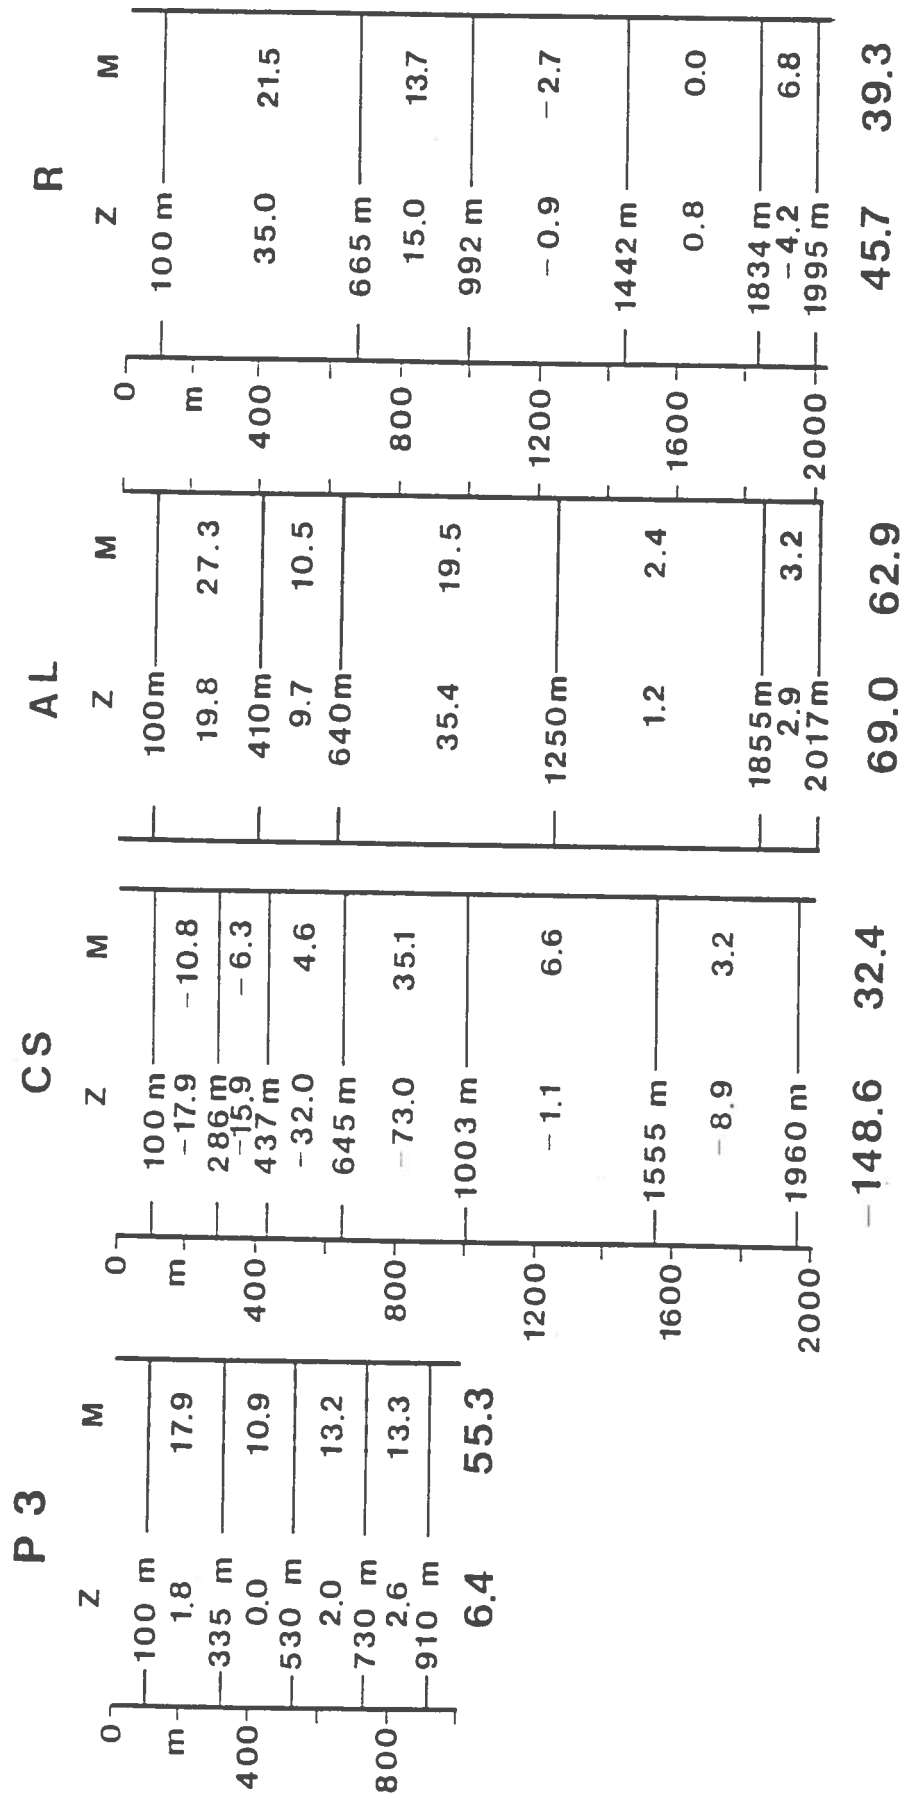 P 3
Z M
0
m
400
800
100 m
1.8 17.9
335 m
0.0 10.9
530 m
2.0 13.2
730 m
2.6 13.3
910 m
6.4 55.3
CS
Z M
0
m
400
800
1200
1600
2000
100 m
-17.9 -10.8
286 m
-15.9 -6.3
437 m
-32.0 4.6
645 m
-73.0 35.1
1003 m
-1.1 6.6
1555 m
-8.9 3.2
1960 m
-148.6 32.4
AL
Z M
100m
19.8 27.3
410m
9.7 10.5
640m
35.4 19.5
1250m
1.2 2.4
1855m
2.9 3.2
2017m
69.0 62.9
0
m
400
800
1200
1600
2000
R
Z M
100 m
35.0 21.5
665 m
15.0 13.7
992 m
-0.9 -2.7
1442 m
0.8 0.0
1834 m
-4.2 6.8
1995 m
45.7 39.3